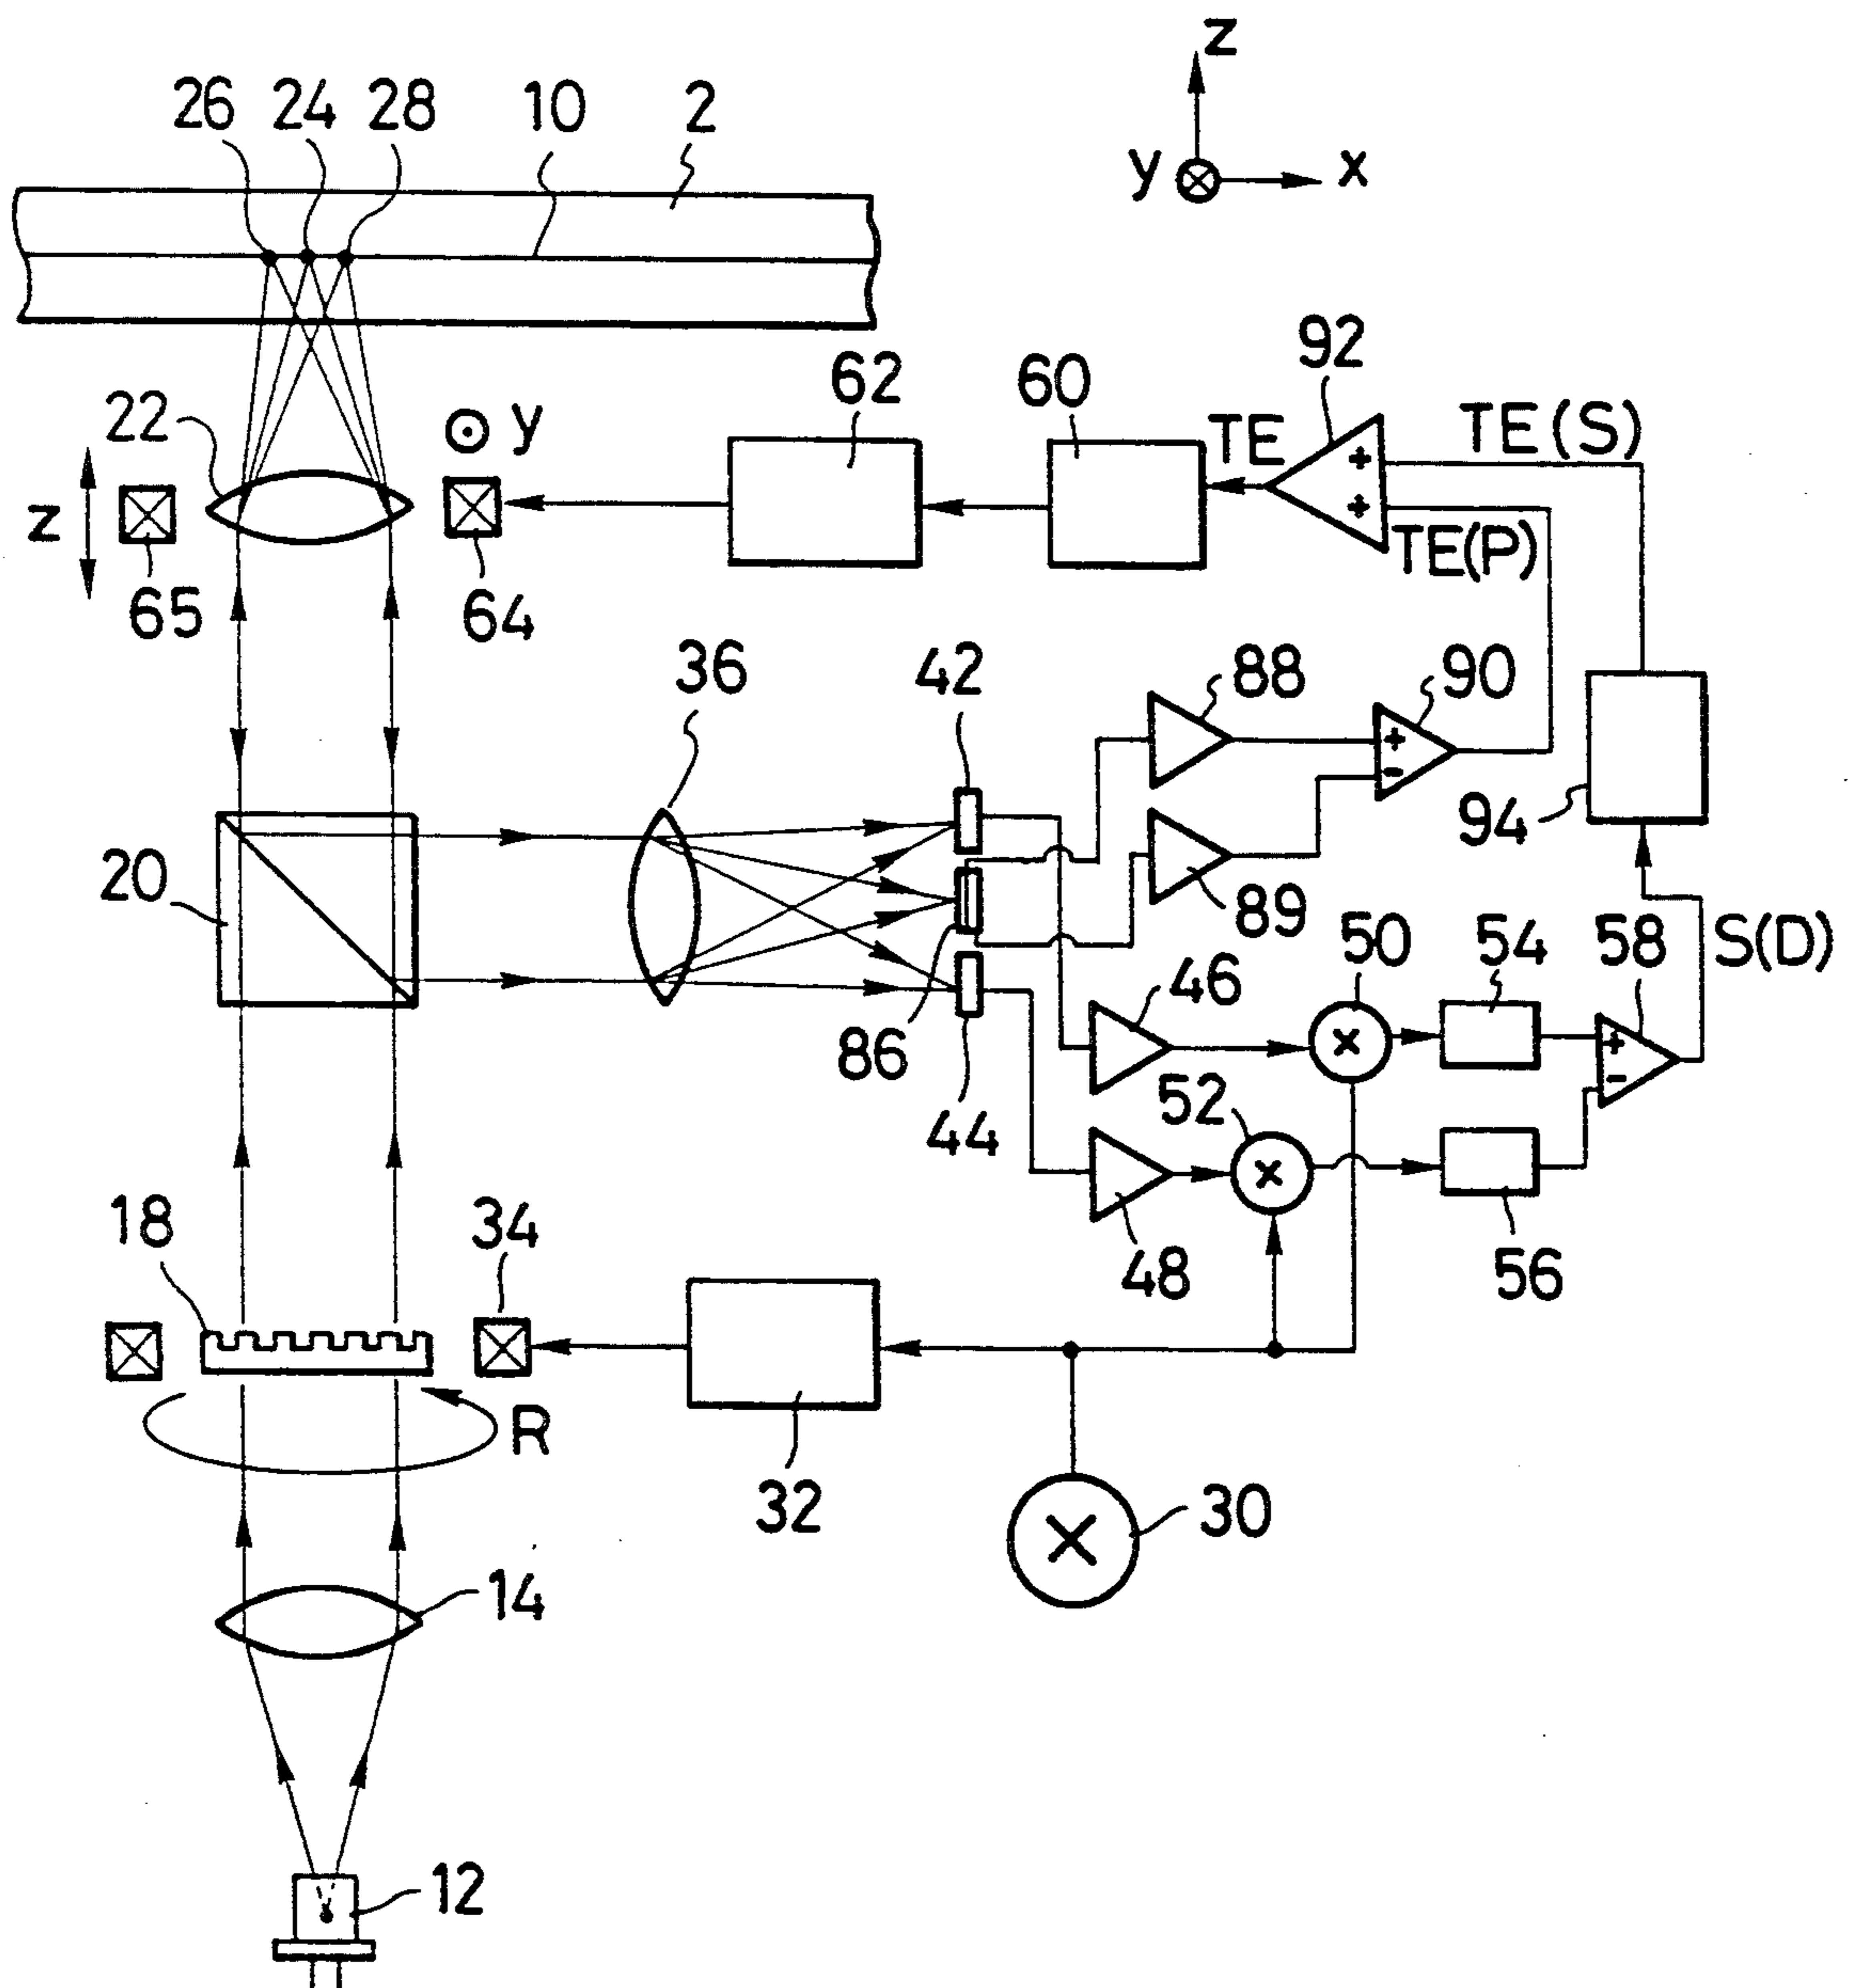 z
26 24 28 10 2
y x
92
62 60
TE TE(S)
22 y
+
+
z TE(P)
65 64
36 42 88 90
+
-
94
20 89
50 54 58 S(D)
46
86 × +
52 -
44
×
18 34 48 56
R
32 30
×
14
12